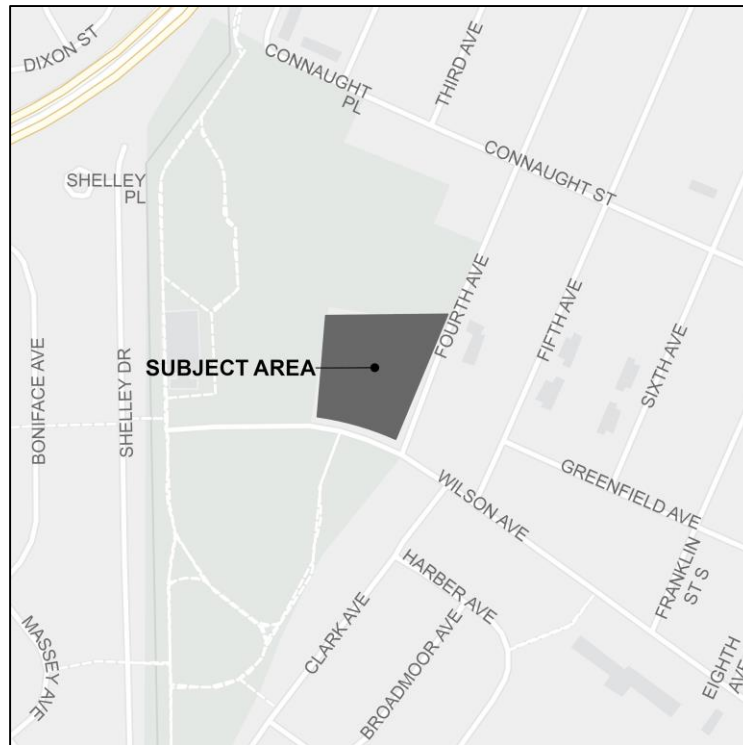 DIXON ST
CONNAUGHT
PL
THIRD AVE
CONNAUGHT ST
SHELLEY
PL
FOURTH AVE
FIFTH AVE
SIXTH AVE
BONIFACE AVE
SHELLEY DR
SUBJECT AREA
WILSON AVE
GREENFIELD AVE
FRANKLIN
ST S
HARBER AVE
CLARK AVE
BROADMOOR AVE
MASSEY AVE
EIGHTH
AVE